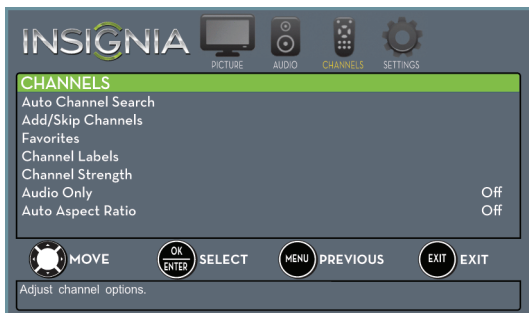 INSIGNIA
PICTURE AUDIO CHANNELS SETTINGS
CHANNELS
Auto Channel Search
Add/Skip Channels
Favorites
Channel Labels
Channel Strength
Audio Only Off
Auto Aspect Ratio Off
MOVE OK ENTER SELECT MENU PREVIOUS EXIT EXIT
Adjust channel options.